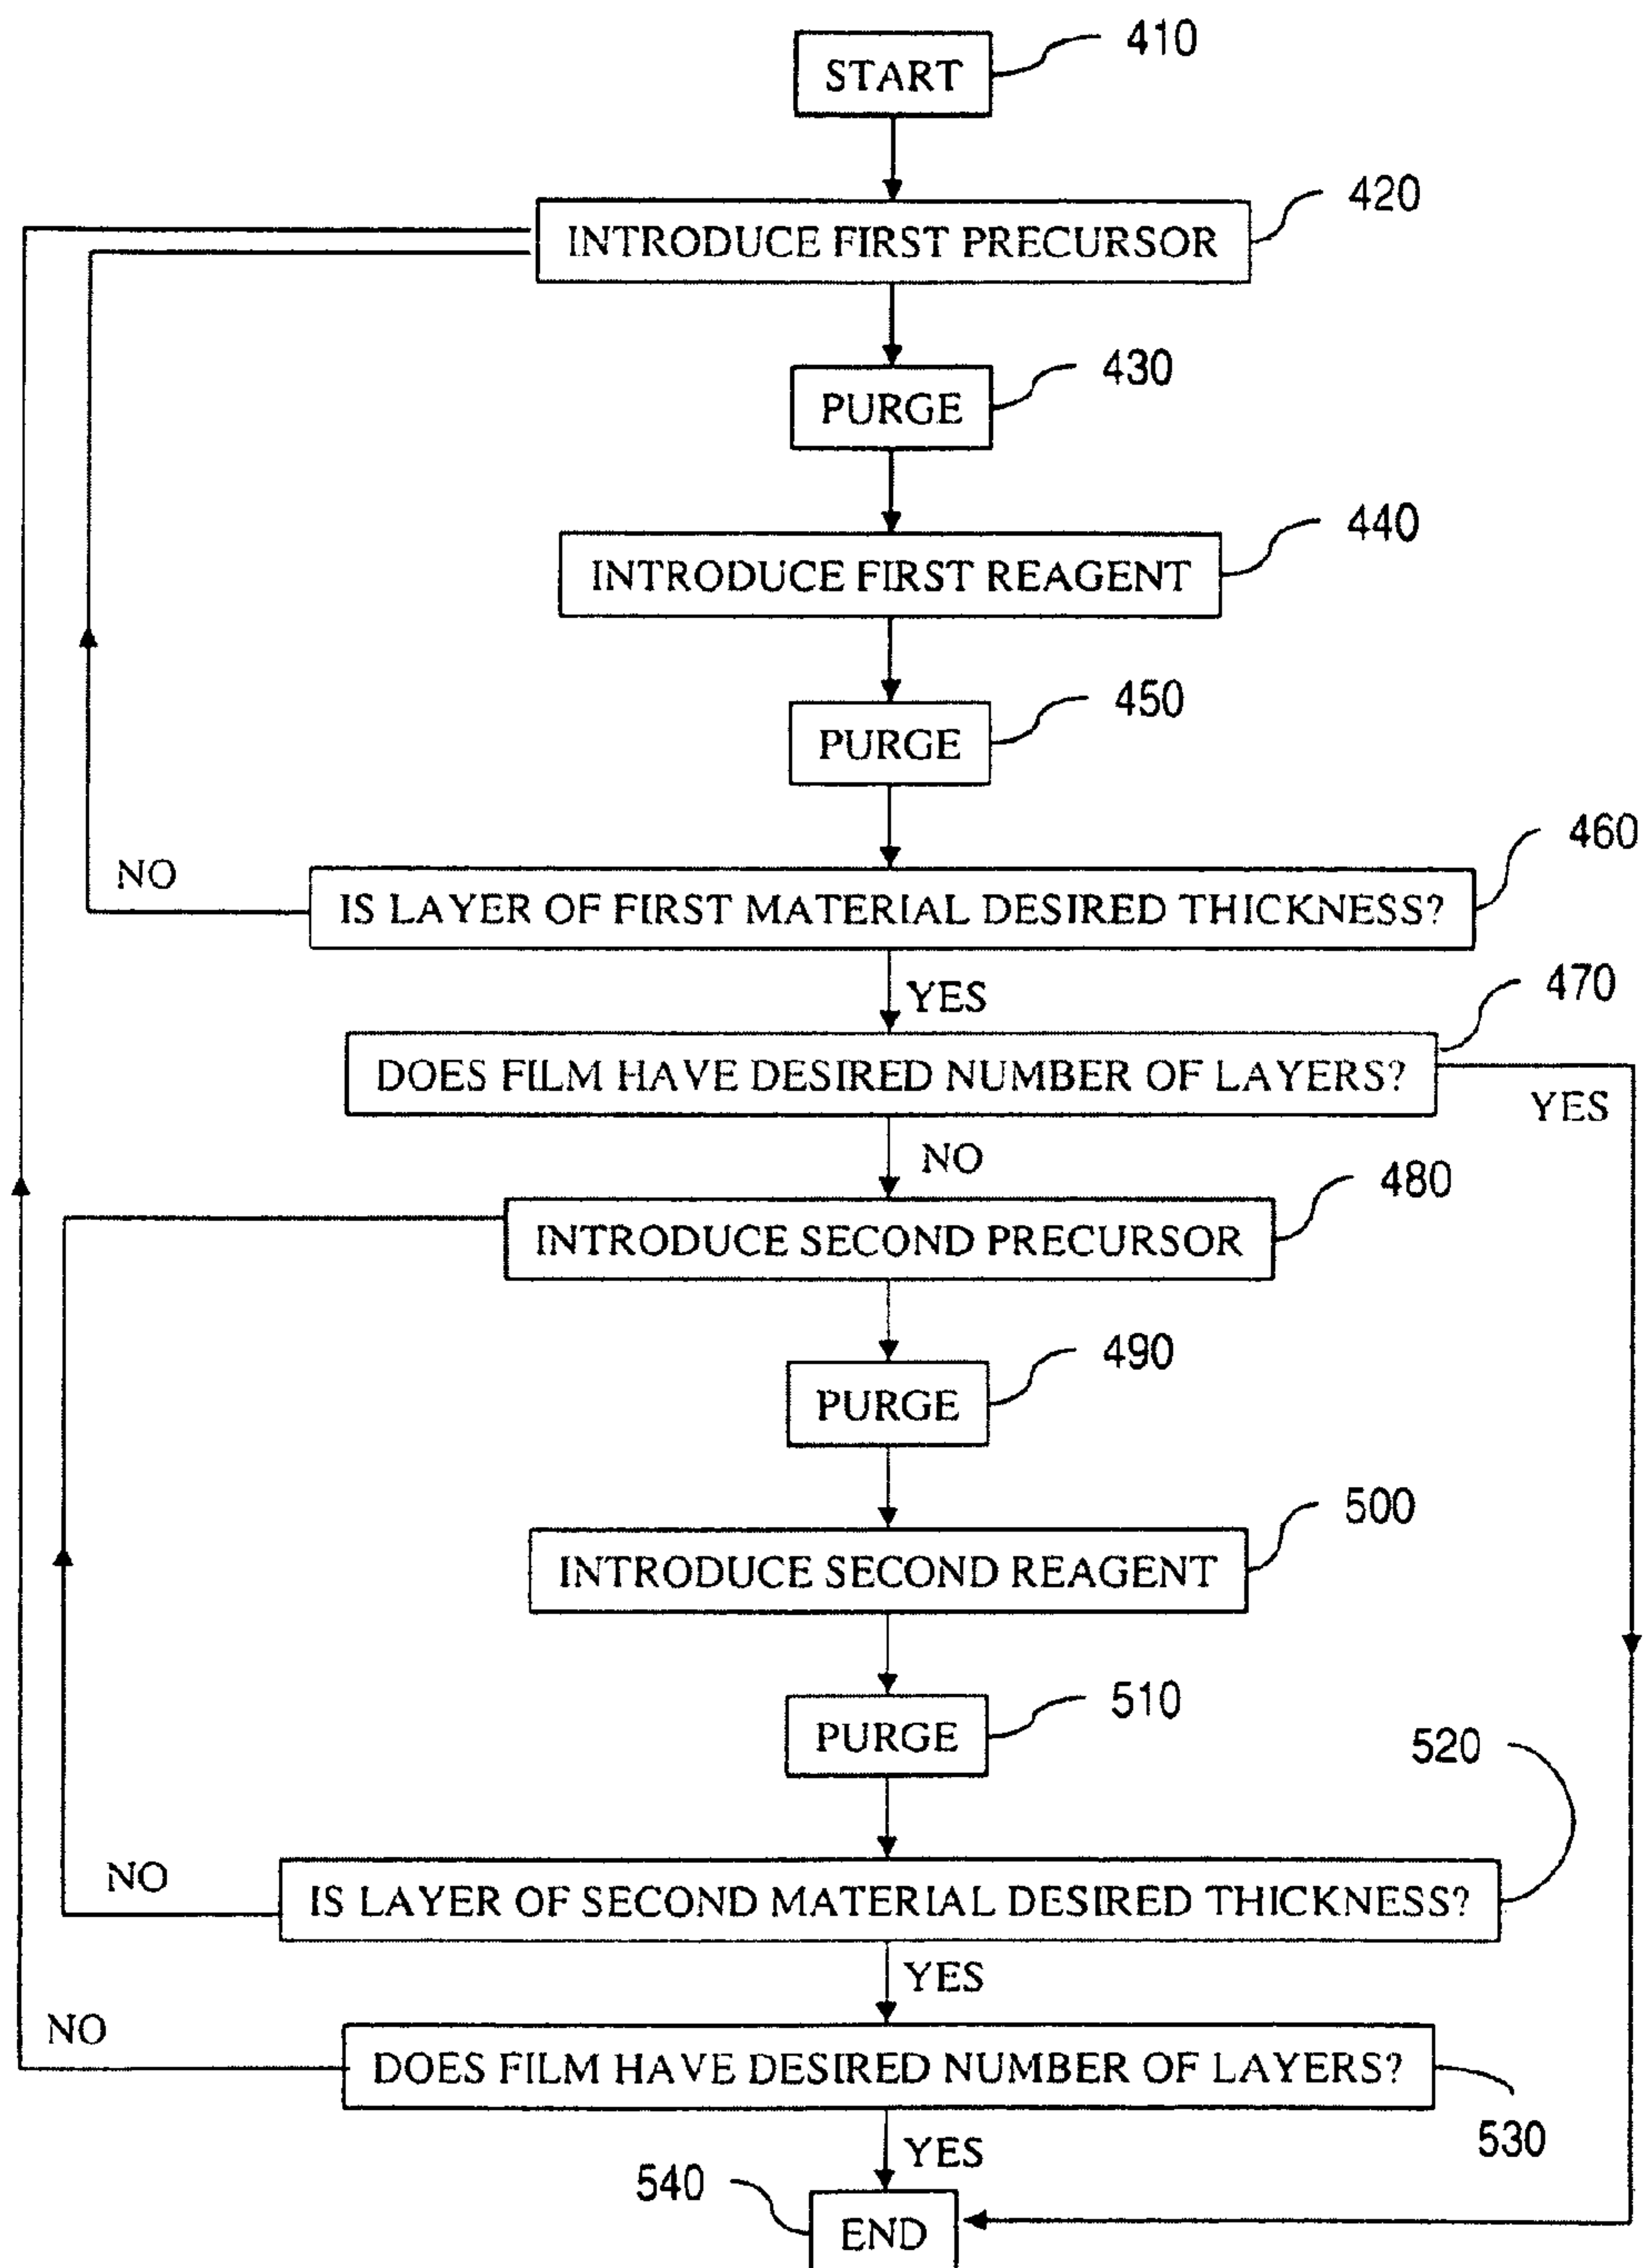 START
410
INTRODUCE FIRST PRECURSOR
420
PURGE
430
INTRODUCE FIRST REAGENT
440
PURGE
450
IS LAYER OF FIRST MATERIAL DESIRED THICKNESS?
460
NO
YES
DOES FILM HAVE DESIRED NUMBER OF LAYERS?
470
YES
NO
INTRODUCE SECOND PRECURSOR
480
PURGE
490
INTRODUCE SECOND REAGENT
500
PURGE
510
IS LAYER OF SECOND MATERIAL DESIRED THICKNESS?
520
NO
YES
DOES FILM HAVE DESIRED NUMBER OF LAYERS?
530
NO
YES
540
END